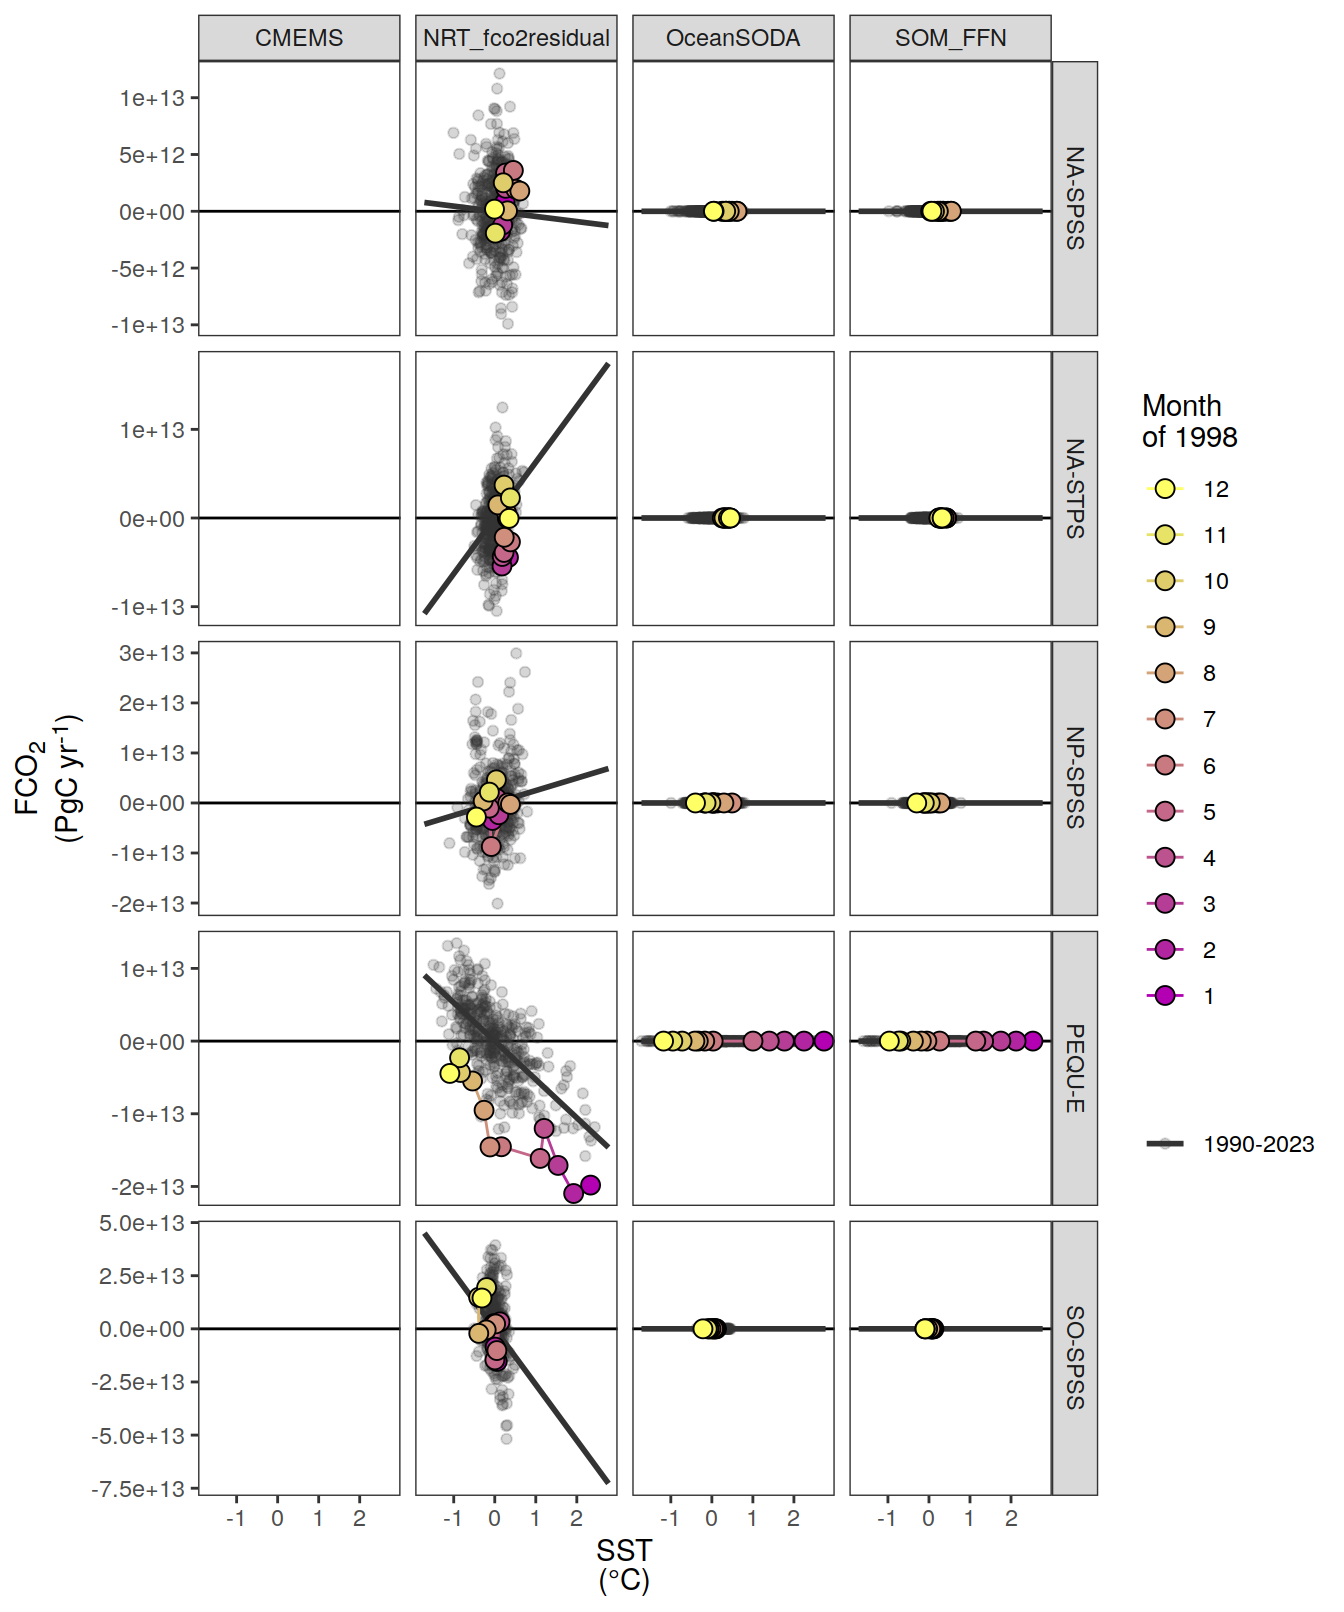 CMEMS NRT_fco2residual OceanSODA SOM_FFN
1e+13
5e+12
0e+00
-5e+12
-1e+13
NA-SPSS
1e+13
0e+00
-1e+13
NA-STPS
3e+13
2e+13
1e+13
0e+00
-1e+13
-2e+13
NP-SPSS
1e+13
0e+00
-1e+13
-2e+13
PEQU-E
5.0e+13
2.5e+13
0.0e+00
-2.5e+13
-5.0e+13
-7.5e+13
SO-SPSS
-1 0 1 2 -1 0 1 2 -1 0 1 2 -1 0 1 2
SST
(°C)
FCO₂
(PgC yr⁻¹)
Month
of 1998
12
11
10
9
8
7
6
5
4
3
2
1
1990-2023